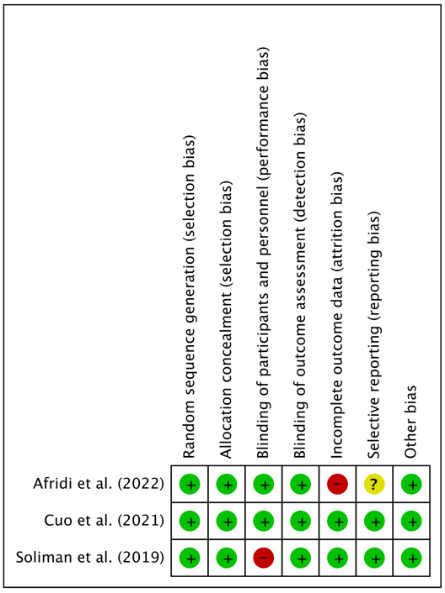 Random sequence generation (selection bias)
Allocation concealment (selection bias)
Blinding of participants and personnel (performance bias)
Blinding of outcome assessment (detection bias)
Incomplete outcome data (attrition bias)
Selective reporting (reporting bias)
Other bias
Afridi et al. (2022) + + + + - ? +
Cuo et al. (2021) + + + + + + +
Soliman et al. (2019) + + - + + + +